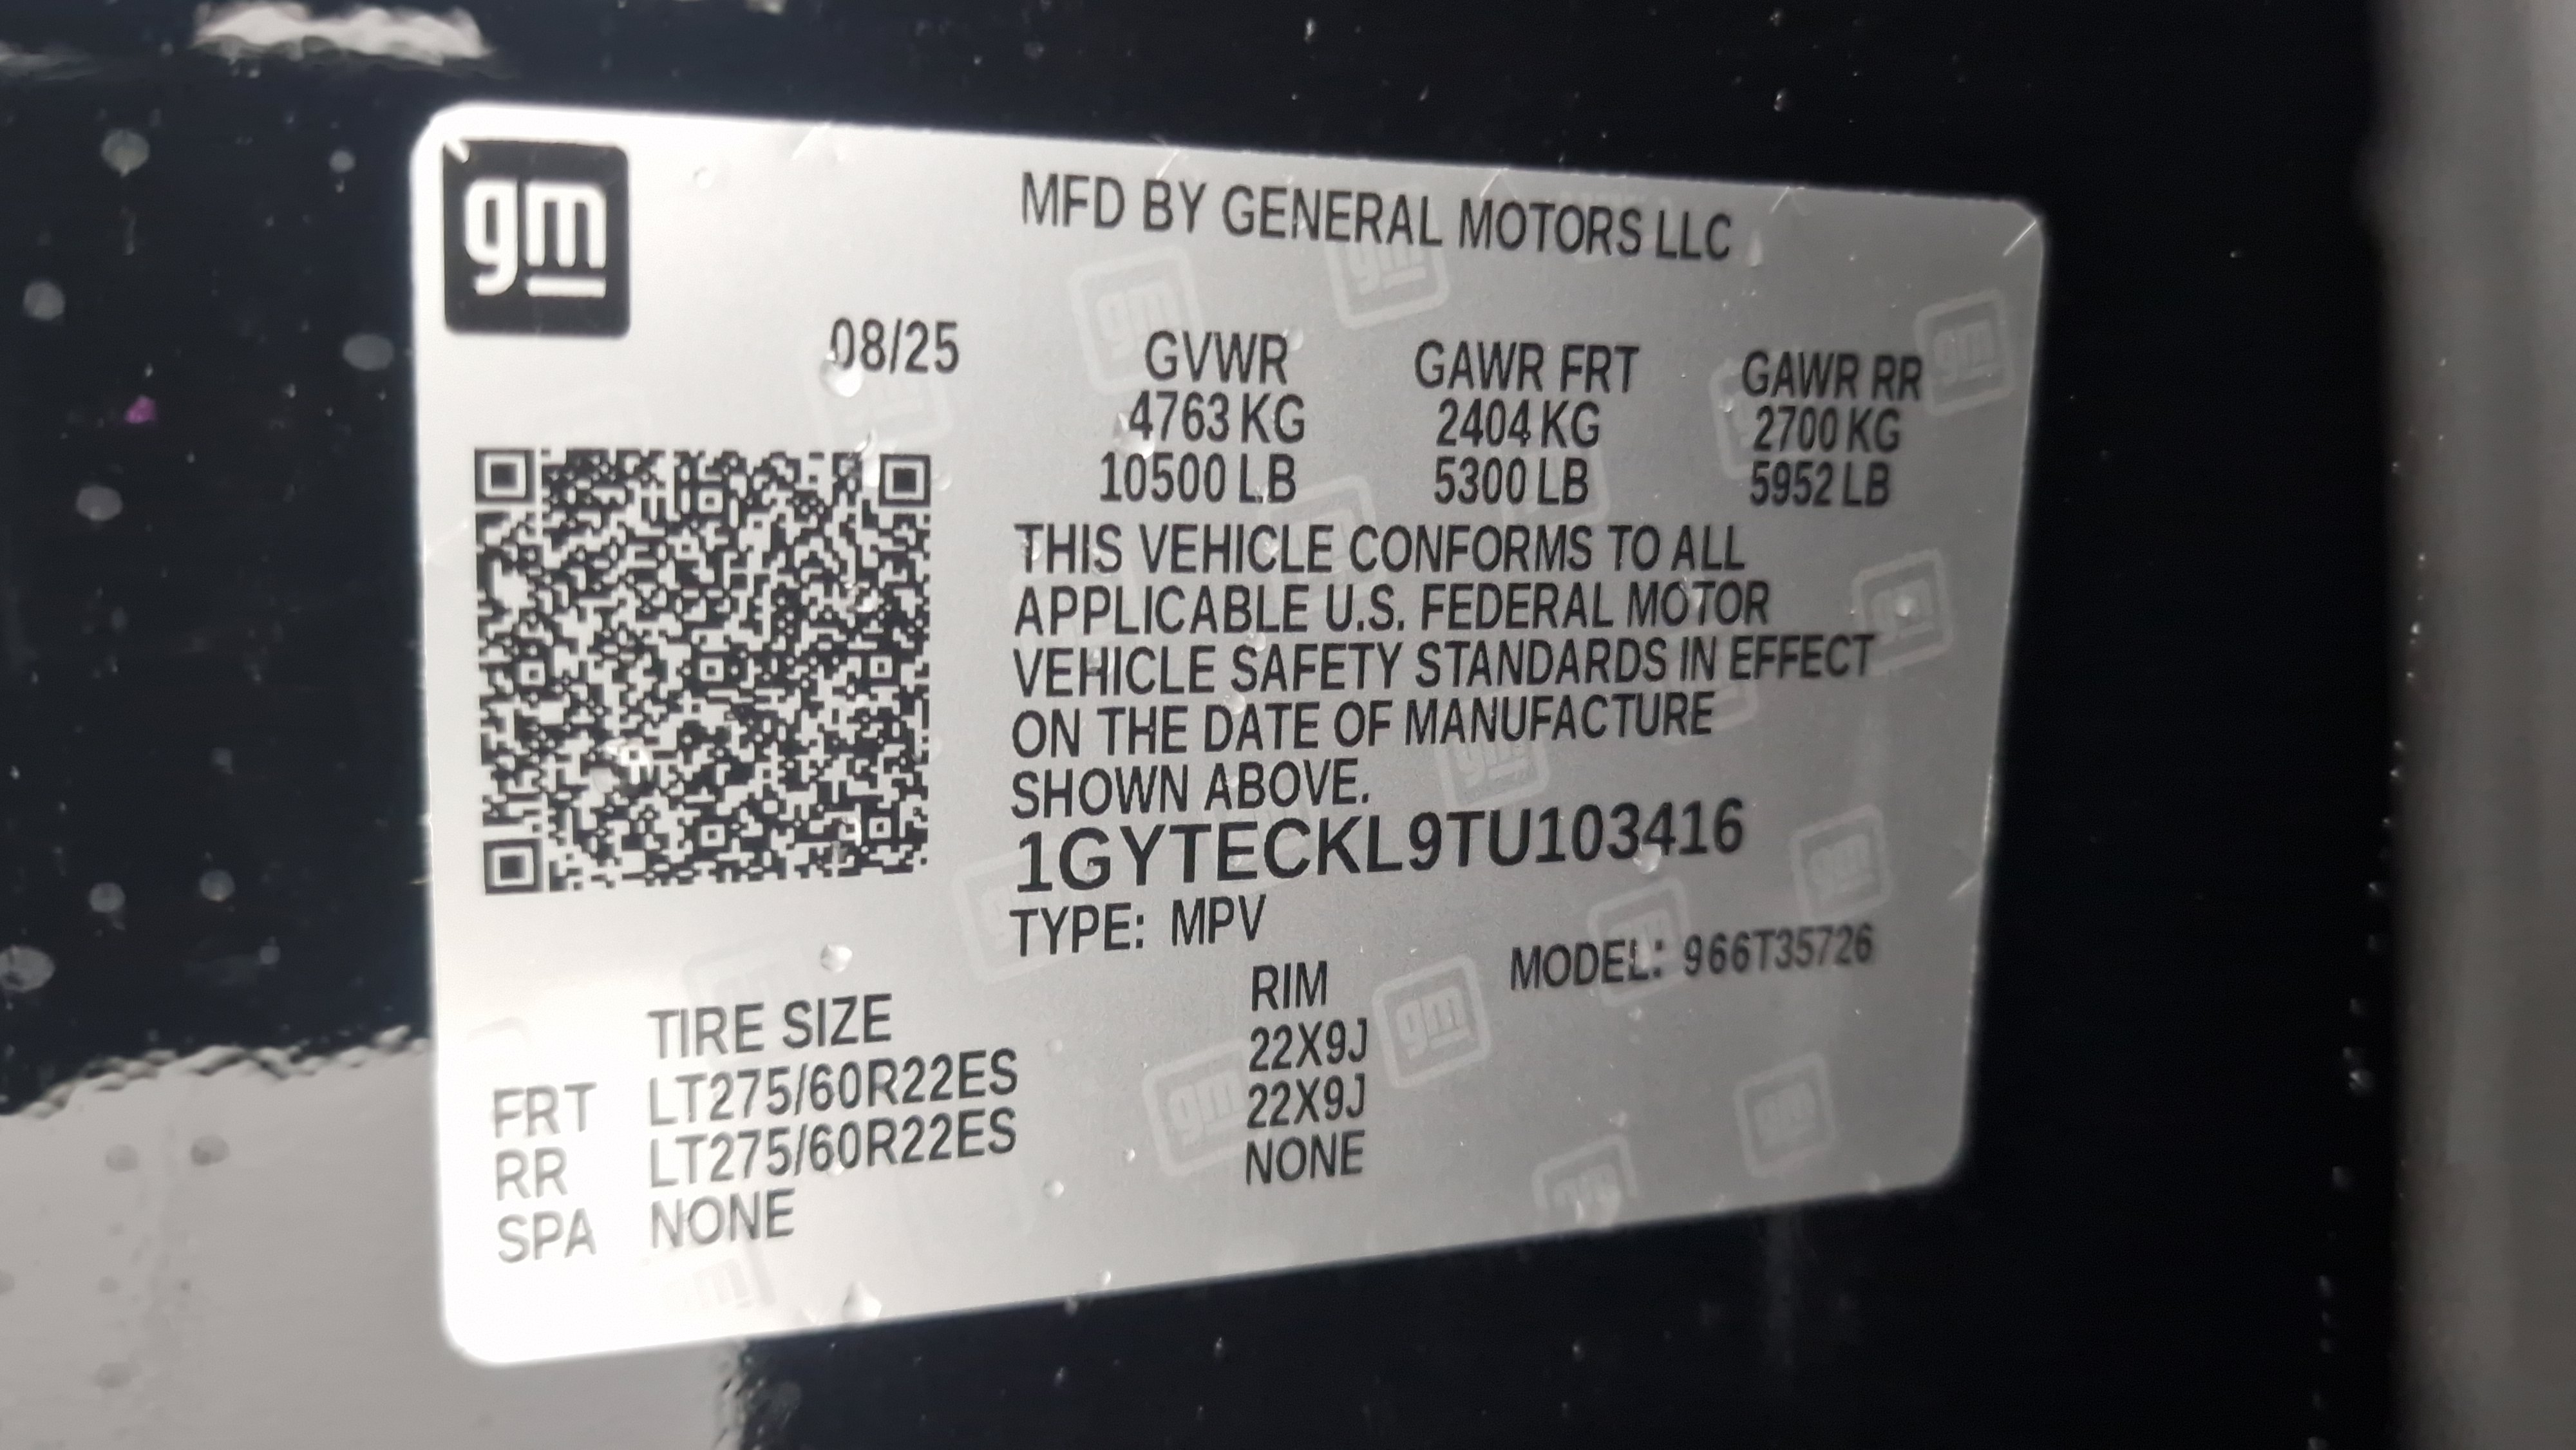 gm
MFD BY GENERAL MOTORS LLC
08/25
GVWR GAWR FRT GAWR RR
4763 KG 2404 KG 2700 KG
10500 LB 5300 LB 5952 LB
THIS VEHICLE CONFORMS TO ALL
APPLICABLE U.S. FEDERAL MOTOR
VEHICLE SAFETY STANDARDS IN EFFECT
ON THE DATE OF MANUFACTURE
SHOWN ABOVE.
1GYTECKL9TU103416
TYPE: MPV
MODEL: 966T35726
TIRE SIZE RIM
FRT LT275/60R22ES 22X9J
RR LT275/60R22ES 22X9J
SPA NONE NONE